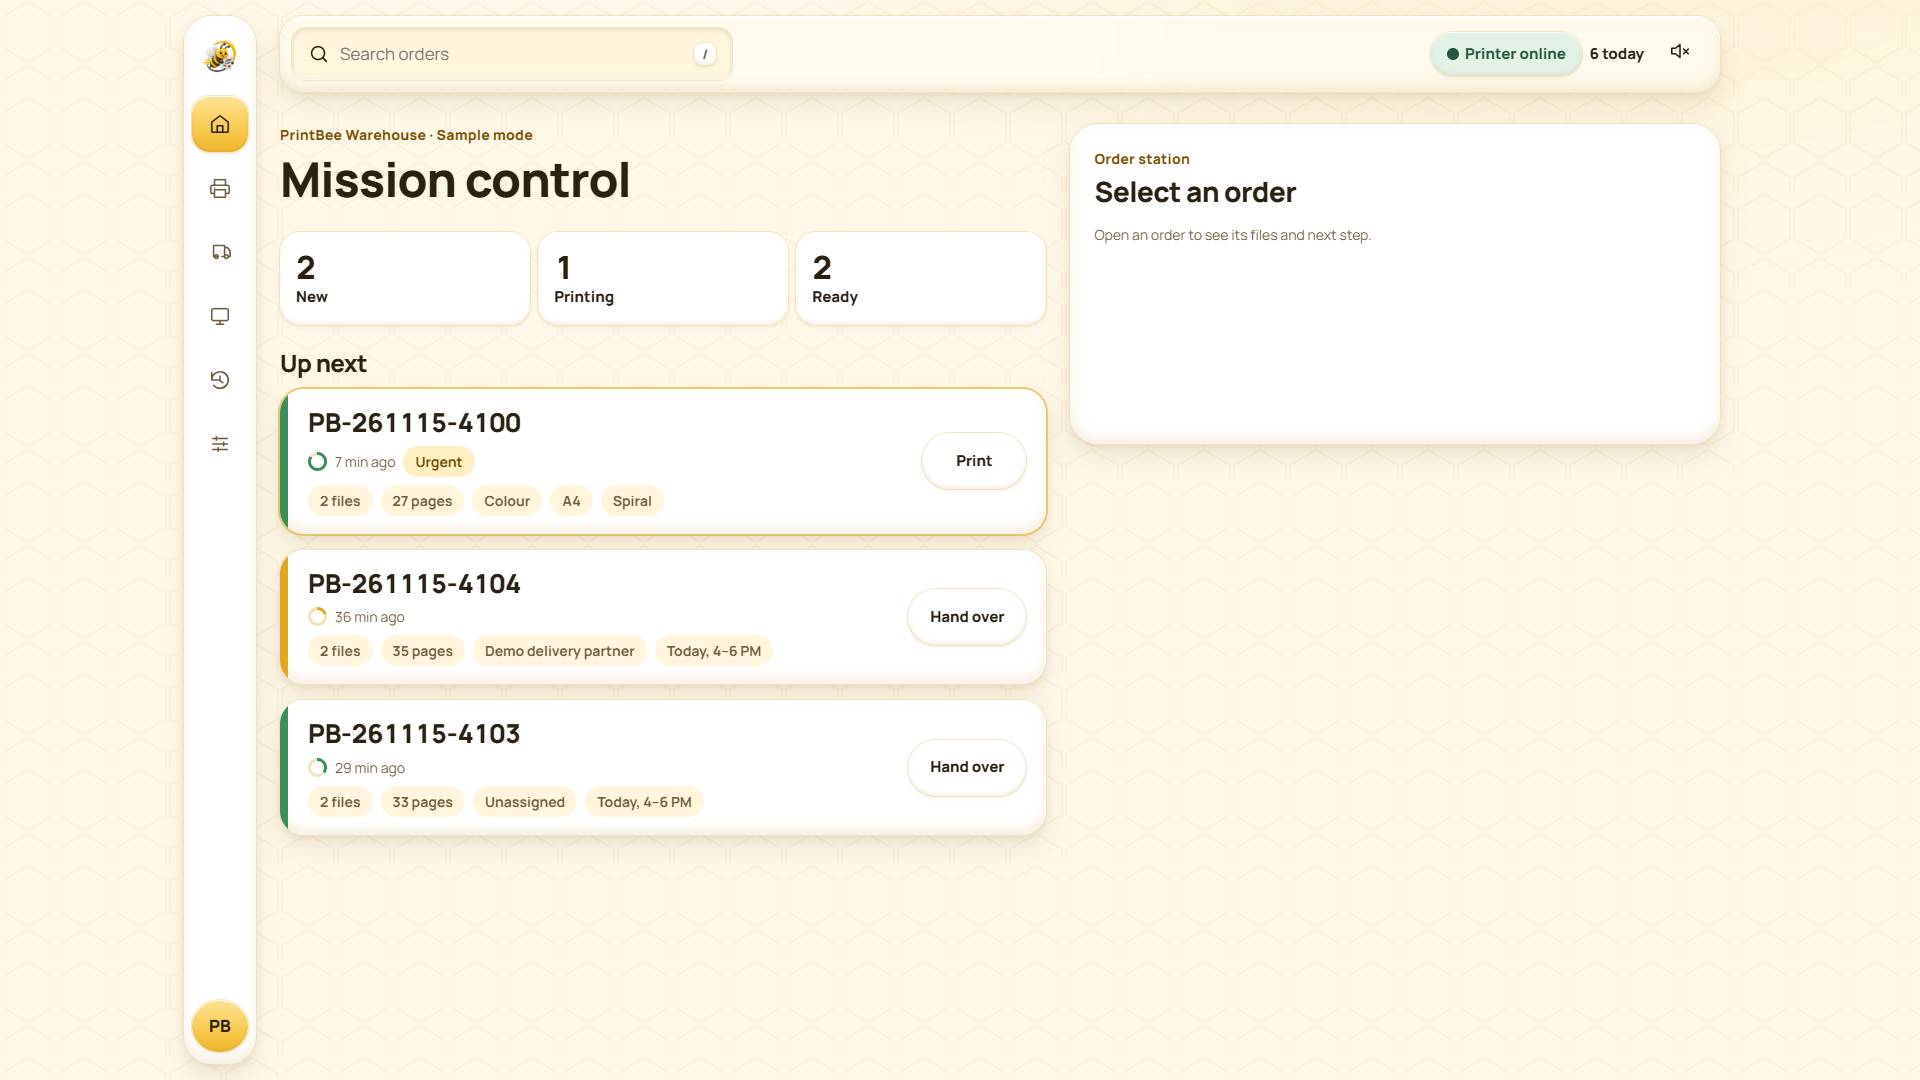 Search orders
/
Printer online
6 today
PrintBee Warehouse · Sample mode
Mission control
2
New
1
Printing
2
Ready
Up next
PB-261115-4100
7 min ago
Urgent
2 files
27 pages
Colour
A4
Spiral
Print
PB-261115-4104
36 min ago
2 files
35 pages
Demo delivery partner
Today, 4–6 PM
Hand over
PB-261115-4103
29 min ago
2 files
33 pages
Unassigned
Today, 4–6 PM
Hand over
Order station
Select an order
Open an order to see its files and next step.
PB